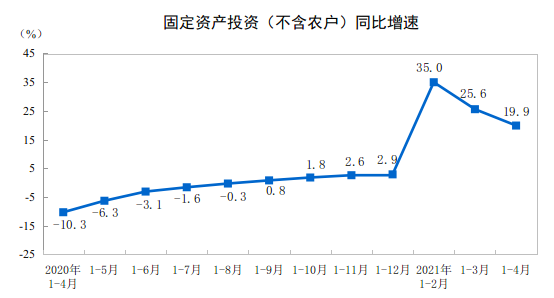 固定资产投资（不含农户）同比增速
（%）
45
35
25
15
5
-5
-15
-25
-10.3
-6.3
-3.1
-1.6
-0.3
0.8
1.8
2.6
2.9
35.0
25.6
19.9
2020年
1-4月
1-5月
1-6月
1-7月
1-8月
1-9月
1-10月
1-11月
1-12月
2021年
1-2月
1-3月
1-4月